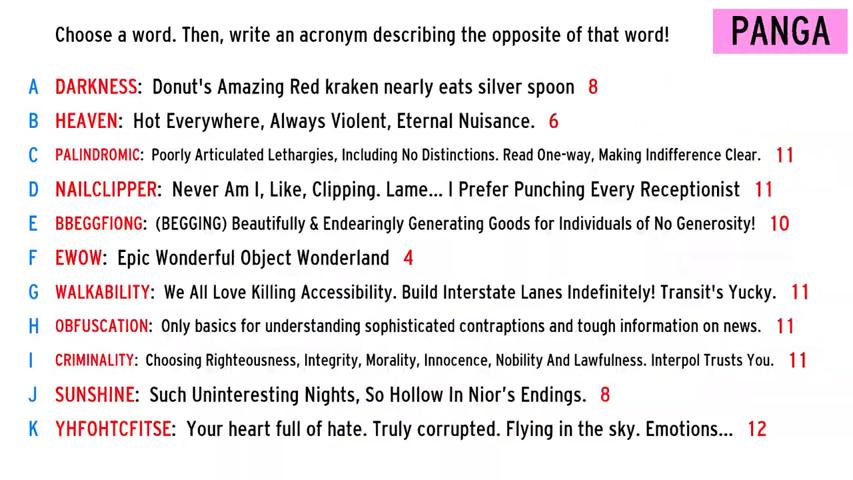 Choose a word. Then, write an acronym describing the opposite of that word!
PANGA
A DARKNESS: Donut's Amazing Red kraken nearly eats silver spoon 8
B HEAVEN: Hot Everywhere, Always Violent, Eternal Nuisance. 6
C PALINDROMIC: Poorly Articulated Lethargies, Including No Distinctions. Read One-way, Making Indifference Clear. 11
D NAILCLIPPER: Never Am I, Like, Clipping. Lame... I Prefer Punching Every Receptionist 11
E BBEGGFIONG: (BEGGING) Beautifully & Endearingly Generating Goods for Individuals of No Generosity! 10
F EWOW: Epic Wonderful Object Wonderland 4
G WALKABILITY: We All Love Killing Accessibility. Build Interstate Lanes Indefinitely! Transit's Yucky. 11
H OBFUSCATION: Only basics for understanding sophisticated contraptions and tough information on news. 11
I CRIMINALITY: Choosing Righteousness, Integrity, Morality, Innocence, Nobility And Lawfulness. Interpol Trusts You. 11
J SUNSHINE: Such Uninteresting Nights, So Hollow In Nior's Endings. 8
K YHFOHTCFITSE: Your heart full of hate. Truly corrupted. Flying in the sky. Emotions... 12